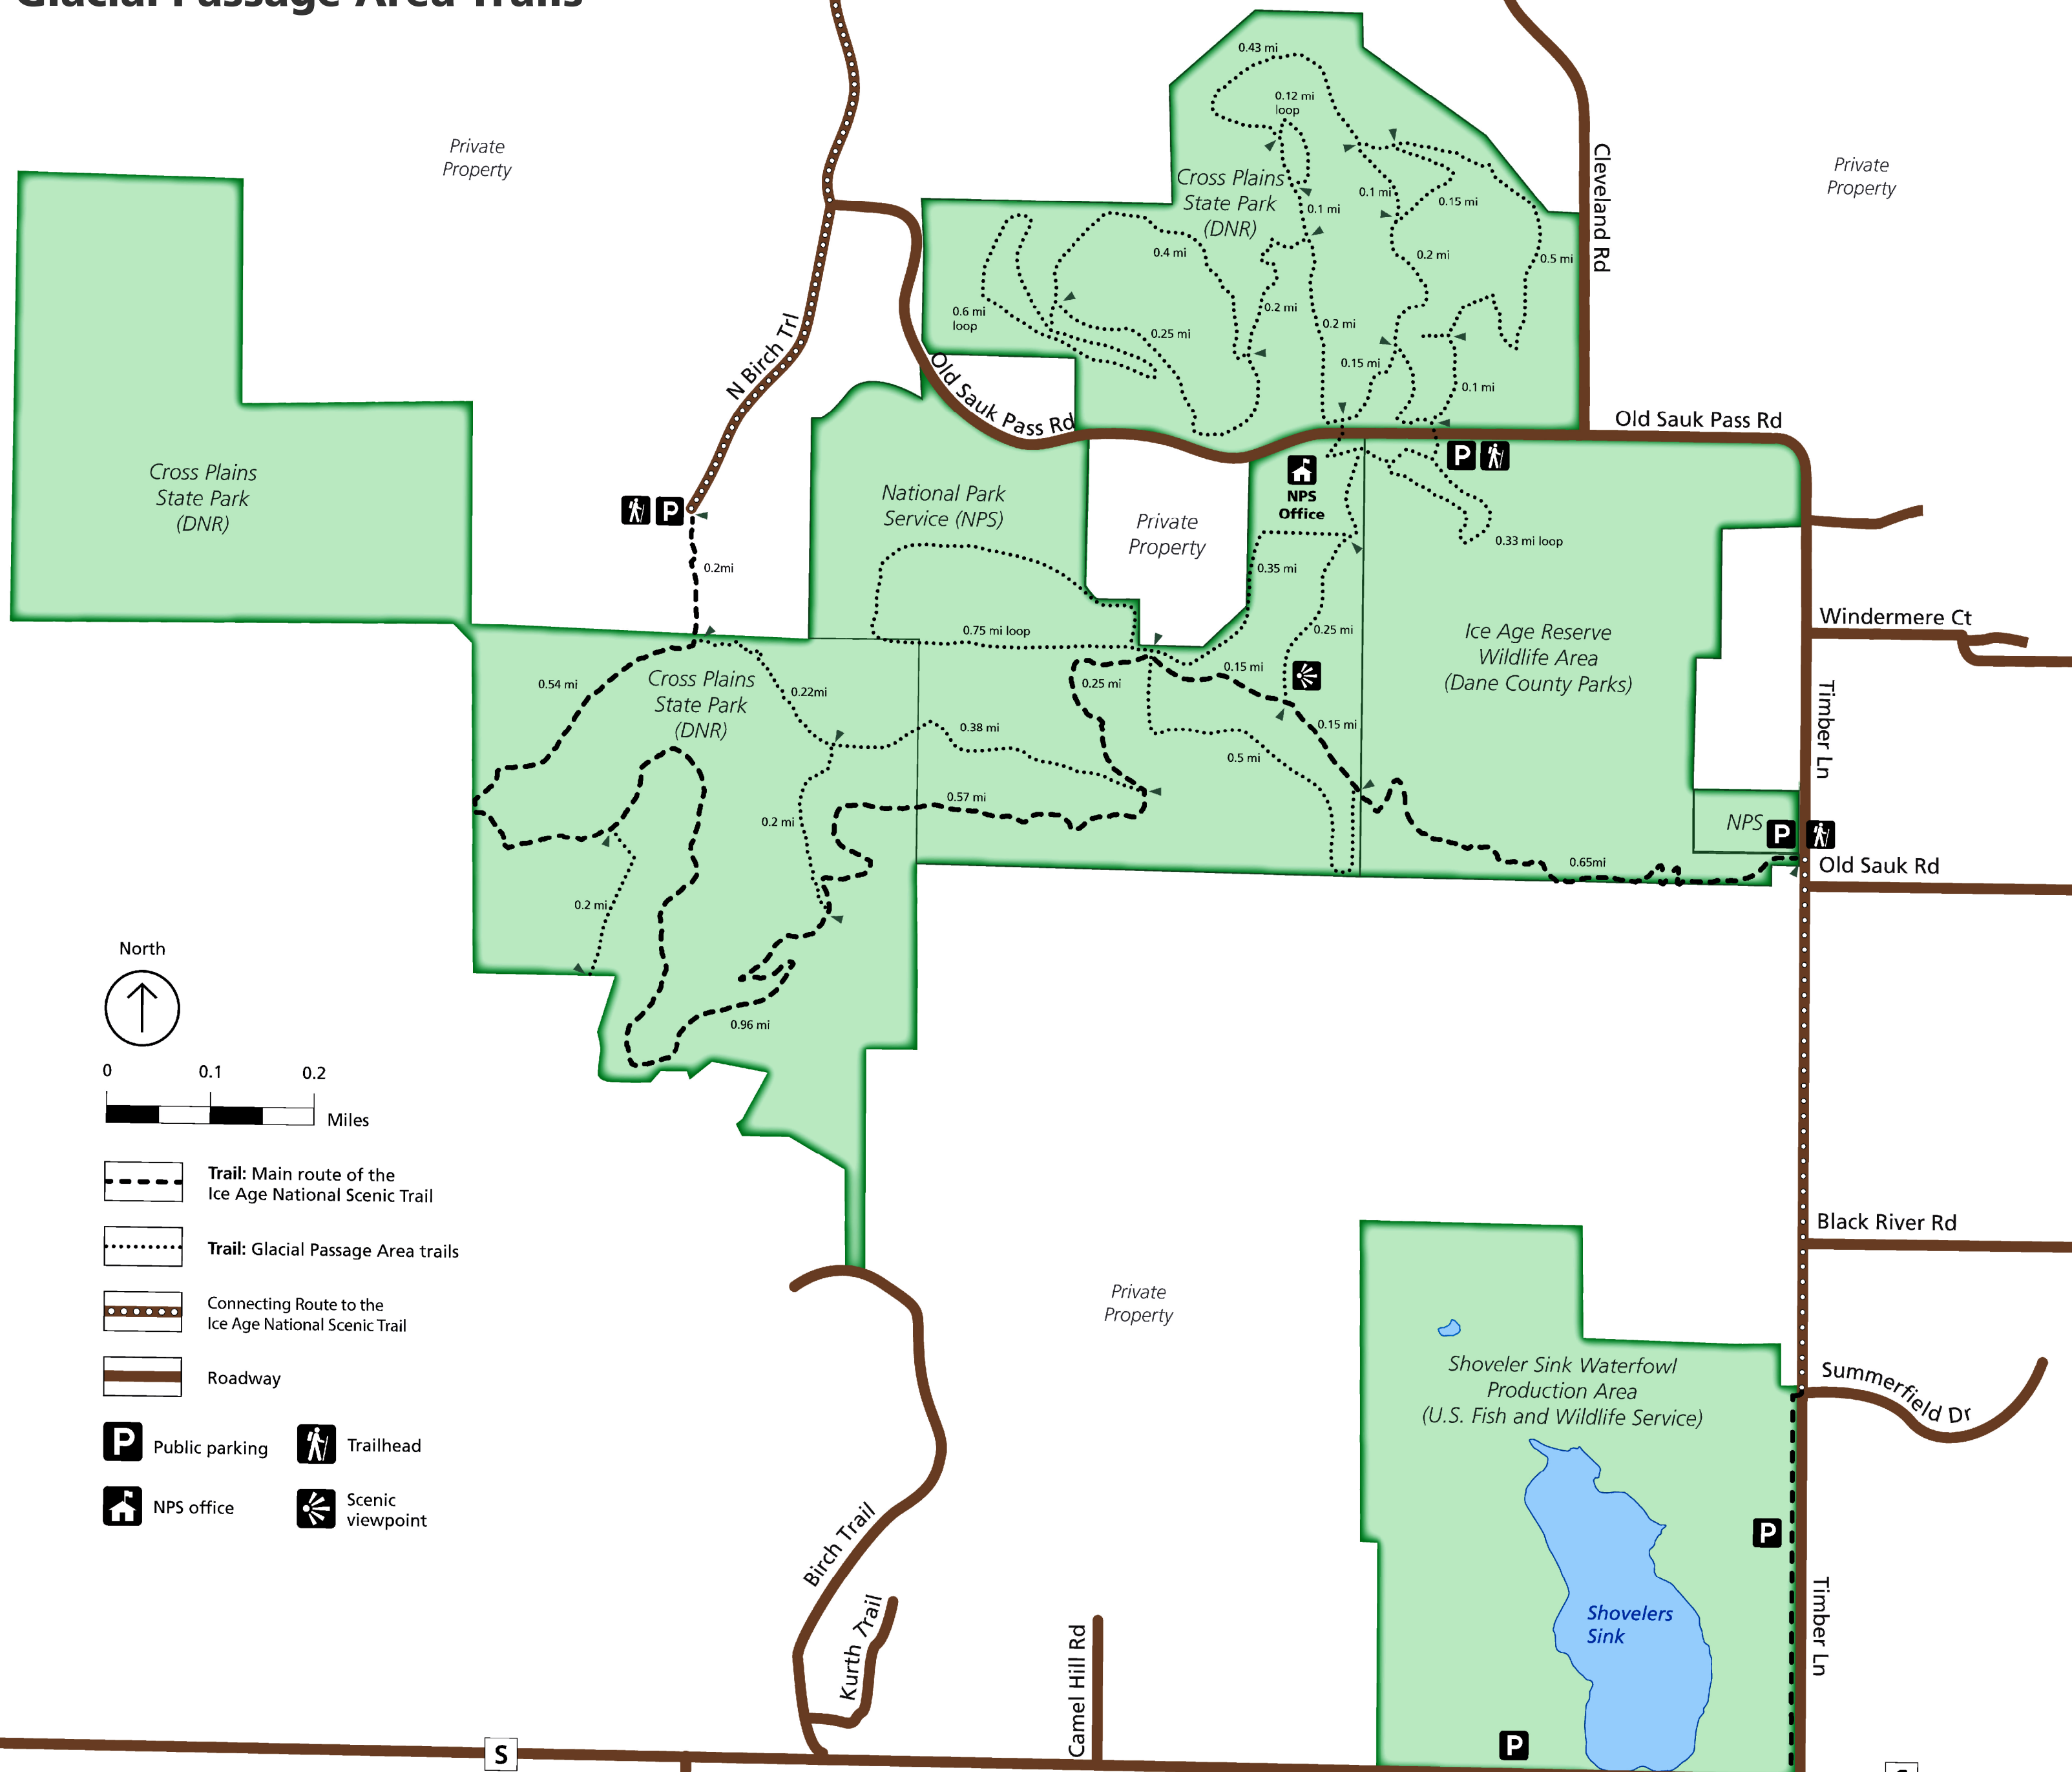 Glacial Passage Area Trails
0.43 mi
0.12 mi
loop
Private
Property
Cleveland Rd
Private
Property
Cross Plains
State Park
(DNR)
0.1 mi
0.1 mi
0.15 mi
0.4 mi
0.2 mi
0.5 mi
0.6 mi
loop
0.2 mi
0.2 mi
0.25 mi
0.15 mi
0.1 mi
N Birch Trl
Old Sauk Pass Rd
Old Sauk Pass Rd
P
Cross Plains
State Park
(DNR)
National Park
Service (NPS)
NPS
Office
Private
Property
P
0.33 mi loop
0.2mi
0.35 mi
Windermere Ct
0.75 mi loop
0.25 mi
Ice Age Reserve
Wildlife Area
(Dane County Parks)
0.54 mi
Cross Plains
State Park
(DNR)
0.22mi
0.25 mi
0.15 mi
Timber Ln
0.38 mi
0.15 mi
0.5 mi
0.57 mi
0.2 mi
NPS
P
0.65mi
Old Sauk Rd
0.2 mi
0.96 mi
North
0 0.1 0.2
Miles
Trail: Main route of the
Ice Age National Scenic Trail
Trail: Glacial Passage Area trails
Connecting Route to the
Ice Age National Scenic Trail
Roadway
P Public parking
Trailhead
NPS office
Scenic
viewpoint
Black River Rd
Private
Property
Shoveler Sink Waterfowl
Production Area
(U.S. Fish and Wildlife Service)
Summerfield Dr
P
Birch Trail
Kurth Trail
Camel Hill Rd
Shovelers
Sink
Timber Ln
P
S